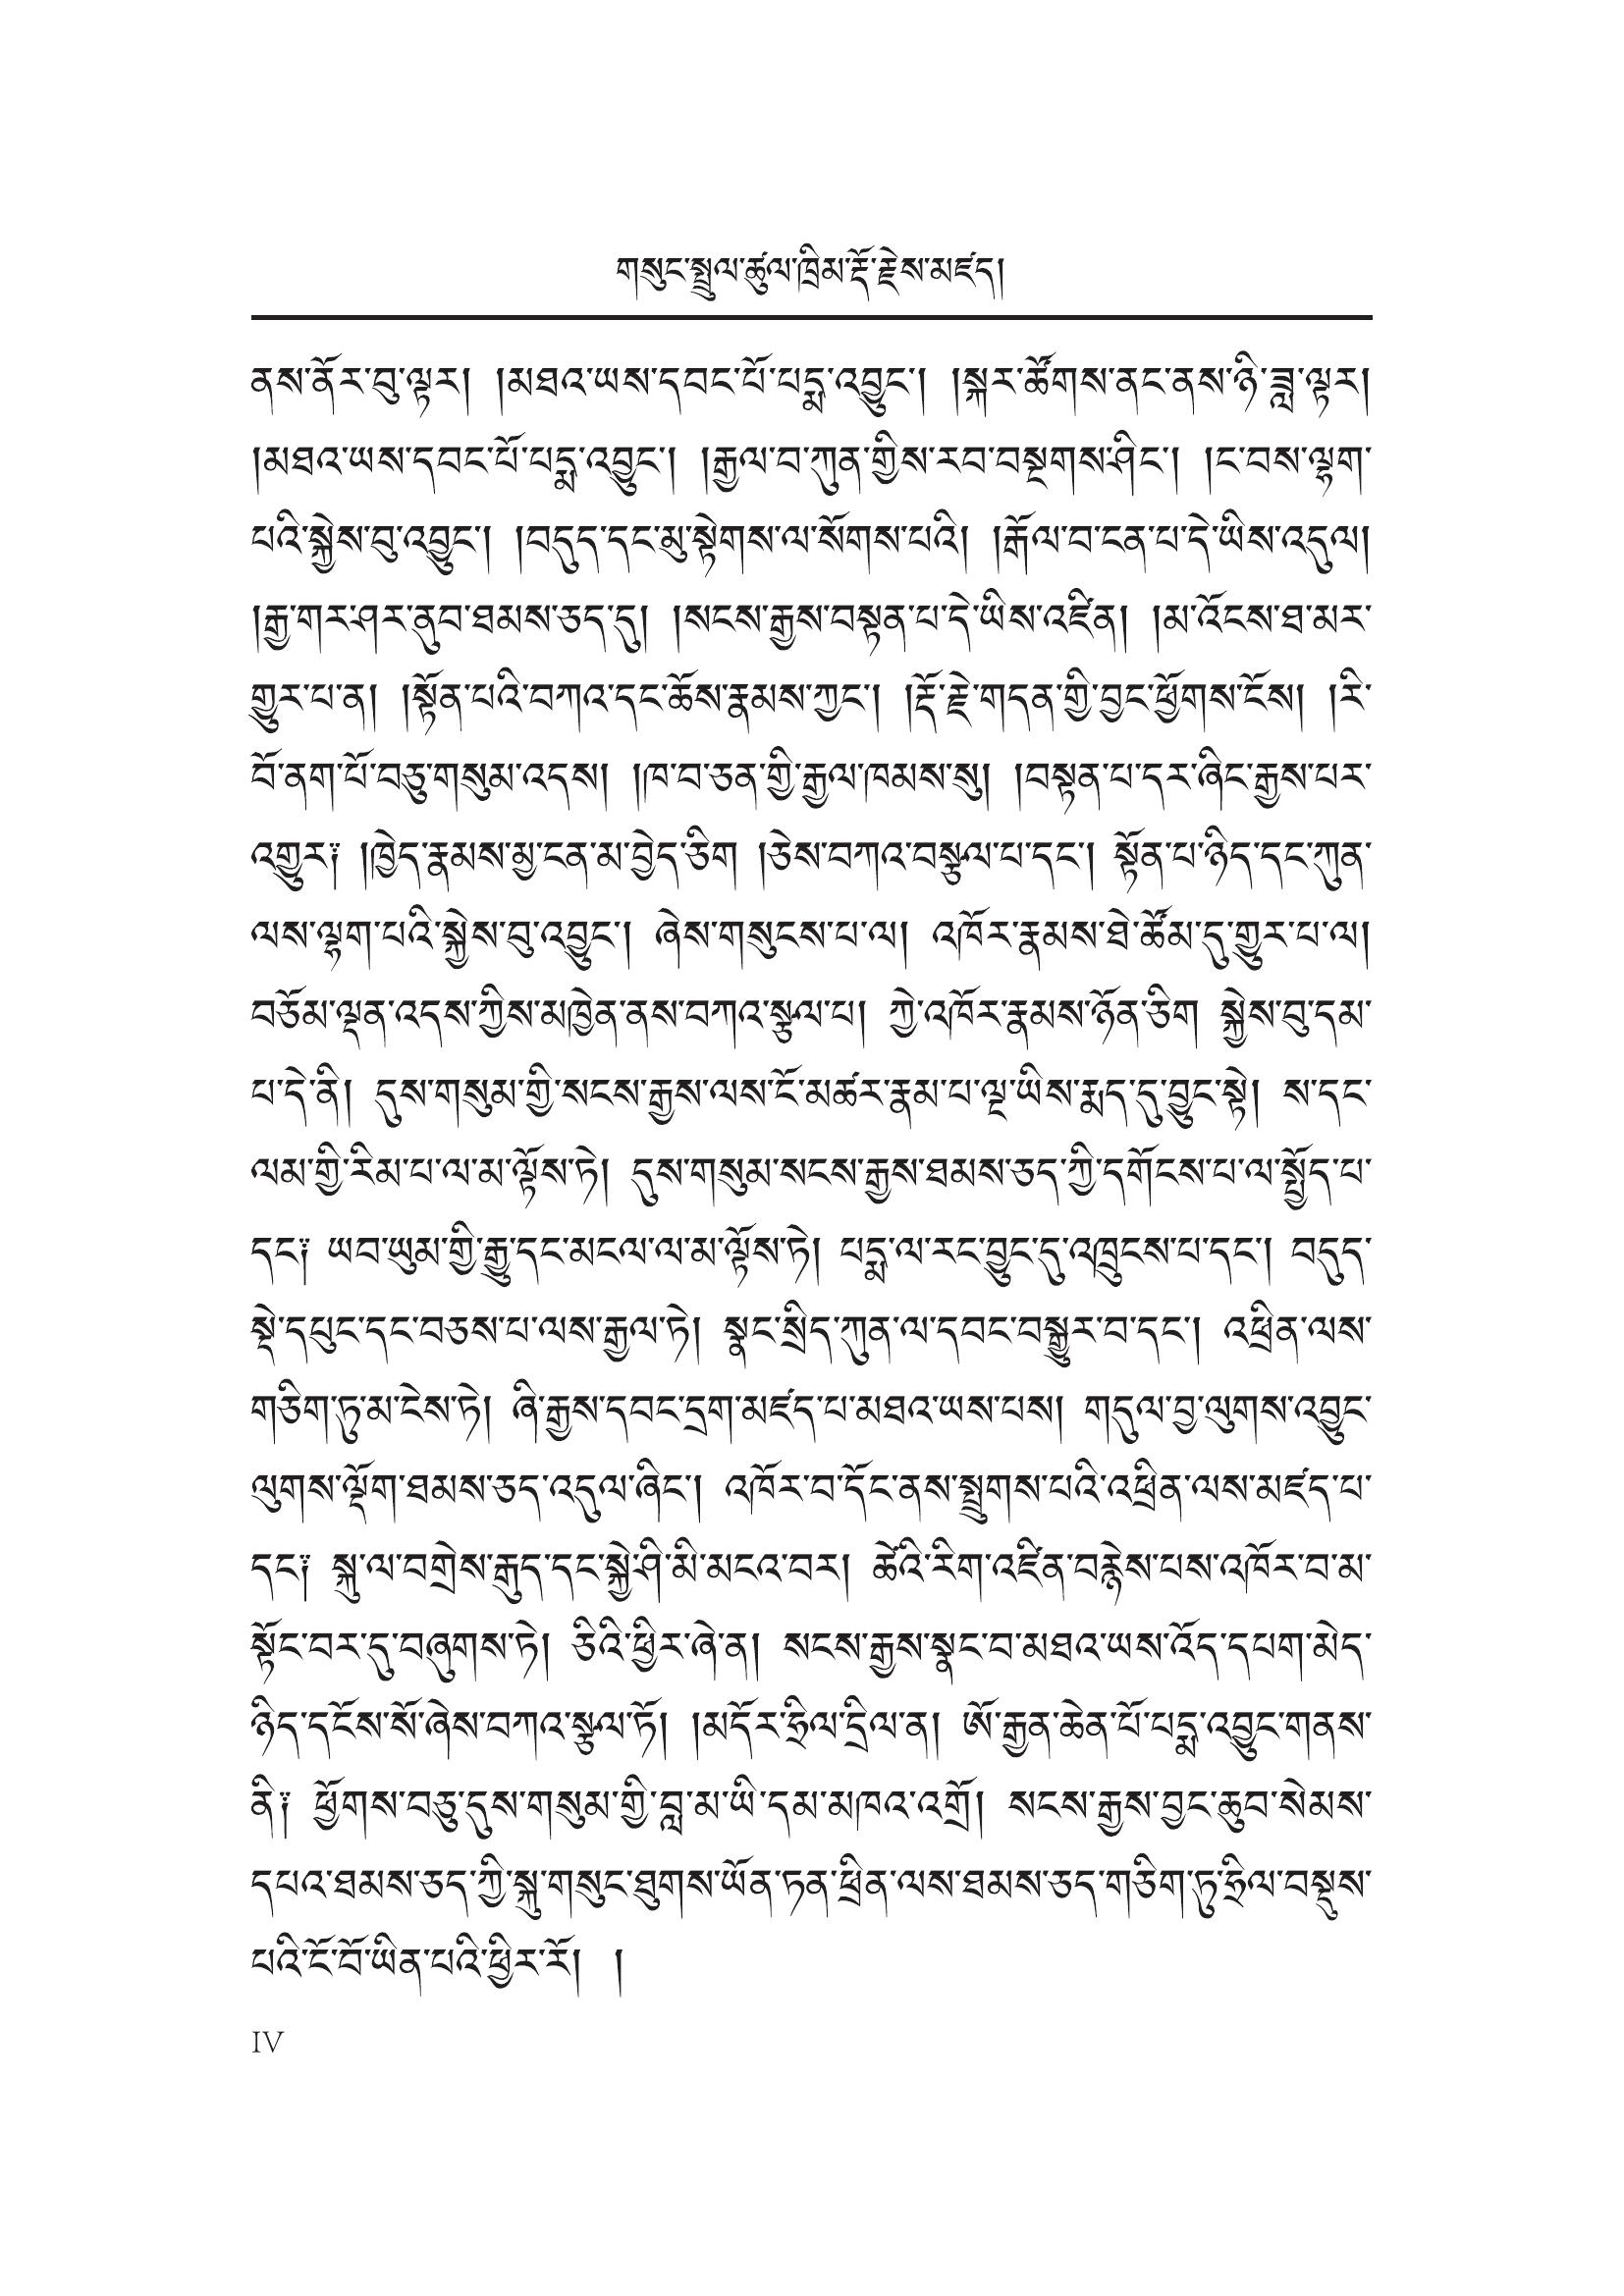 གསུང་སྤྲུལ་ཚུལ་ཁྲིམ་རྡོ་རྗེས་མཛད།
ནས་ནོར་བུ་ལྟར། །མཐའ་ཡས་དབང་པོ་པདྨ་འབྱུང་། །སྐར་ཚོགས་ནང་ནས་ཉི་ཟླ་ལྟར།
།མཐའ་ཡས་དབང་པོ་པདྨ་འབྱུང་། །རྒྱལ་བ་ཀུན་གྱིས་རབ་བསྔགས་ཤིང་། །ང་བས་ལྷག་
པའི་སྐྱེས་བུ་འབྱུང་། །བདུད་དང་མུ་སྟེགས་ལ་སོགས་པའི། །རྒོལ་བ་ངན་པ་དེ་ཡིས་འདུལ།
།རྒྱ་གར་ཤར་ནུབ་ཐམས་ཅད་དུ། །སངས་རྒྱས་བསྟན་པ་དེ་ཡིས་འཛིན། །མ་འོངས་ཐ་མར་
གྱུར་པ་ན། །སྟོན་པའི་བཀའ་དང་ཆོས་རྣམས་ཀྱང་། །རྡོ་རྗེ་གདན་གྱི་བྱང་ཕྱོགས་ངོས། །རི་
བོ་ནག་པོ་བཅུ་གསུམ་འདས། །ཁ་བ་ཅན་གྱི་རྒྱལ་ཁམས་སུ། །བསྟན་པ་དར་ཞིང་རྒྱས་པར་
འགྱུར༑ །ཁྱེད་རྣམས་མྱ་ངན་མ་བྱེད་ཅིག །ཅེས་བཀའ་བསྩལ་པ་དང་། སྟོན་པ་ཉིད་དང་ཀུན་
ལས་ལྷག་པའི་སྐྱེས་བུ་འབྱུང་། ཞེས་གསུངས་པ་ལ། འཁོར་རྣམས་ཐེ་ཚོམ་དུ་གྱུར་པ་ལ།
བཅོམ་ལྡན་འདས་ཀྱིས་མཁྱེན་ནས་བཀའ་སྩལ་པ། ཀྱེ་འཁོར་རྣམས་ཉོན་ཅིག སྐྱེས་བུ་དམ་
པ་དེ་ནི། དུས་གསུམ་གྱི་སངས་རྒྱས་ལས་ངོ་མཚར་རྣམ་པ་ལྔ་ཡིས་རྨད་དུ་བྱུང་སྟེ། ས་དང་
ལམ་གྱི་རིམ་པ་ལ་མ་ལྟོས་ཏེ། དུས་གསུམ་སངས་རྒྱས་ཐམས་ཅད་ཀྱི་དགོངས་པ་ལ་སྤྱོད་པ་
དང༑ ཡབ་ཡུམ་གྱི་རྒྱུ་དང་མངལ་ལ་མ་ལྟོས་ཏེ། པདྨ་ལ་རང་བྱུང་དུ་འཁྲུངས་པ་དང་། བདུད་
སྡེ་དཔུང་དང་བཅས་པ་ལས་རྒྱལ་ཏེ། སྣང་སྲིད་ཀུན་ལ་དབང་བསྒྱུར་བ་དང་། འཕྲིན་ལས་
གཅིག་ཏུ་མ་ངེས་ཏེ། ཞི་རྒྱས་དབང་དྲག་མཛད་པ་མཐའ་ཡས་པས། གདུལ་བྱ་ལུགས་འབྱུང་
ལུགས་ལྡོག་ཐམས་ཅད་འདུལ་ཞིང་། འཁོར་བ་དོང་ནས་སྤྲུགས་པའི་འཕྲིན་ལས་མཛད་པ་
དང༑ སྐུ་ལ་བགྲེས་རྒུད་དང་སྐྱེ་ཤི་མི་མངའ་བར། ཚེའི་རིག་འཛིན་བརྙེས་པས་འཁོར་བ་མ་
སྟོང་བར་དུ་བཞུགས་ཏེ། ཅིའི་ཕྱིར་ཞེ་ན། སངས་རྒྱས་སྣང་བ་མཐའ་ཡས་འོད་དཔག་མེད་
ཉིད་དངོས་སོ་ཞེས་བཀའ་སྩལ་ཏོ། །མདོར་ཧྲིལ་དྲིལ་ན། ཨོ་རྒྱན་ཆེན་པོ་པདྨ་འབྱུང་གནས་
ནི༑ ཕྱོགས་བཅུ་དུས་གསུམ་གྱི་བླ་མ་ཡི་དམ་མཁའ་འགྲོ། སངས་རྒྱས་བྱང་ཆུབ་སེམས་
དཔའ་ཐམས་ཅད་ཀྱི་སྐུ་གསུང་ཐུགས་ཡོན་ཏན་ཕྲིན་ལས་ཐམས་ཅད་གཅིག་ཏུ་ཧྲིལ་བསྡུས་
པའི་ངོ་བོ་ཡིན་པའི་ཕྱིར་རོ། །
IV